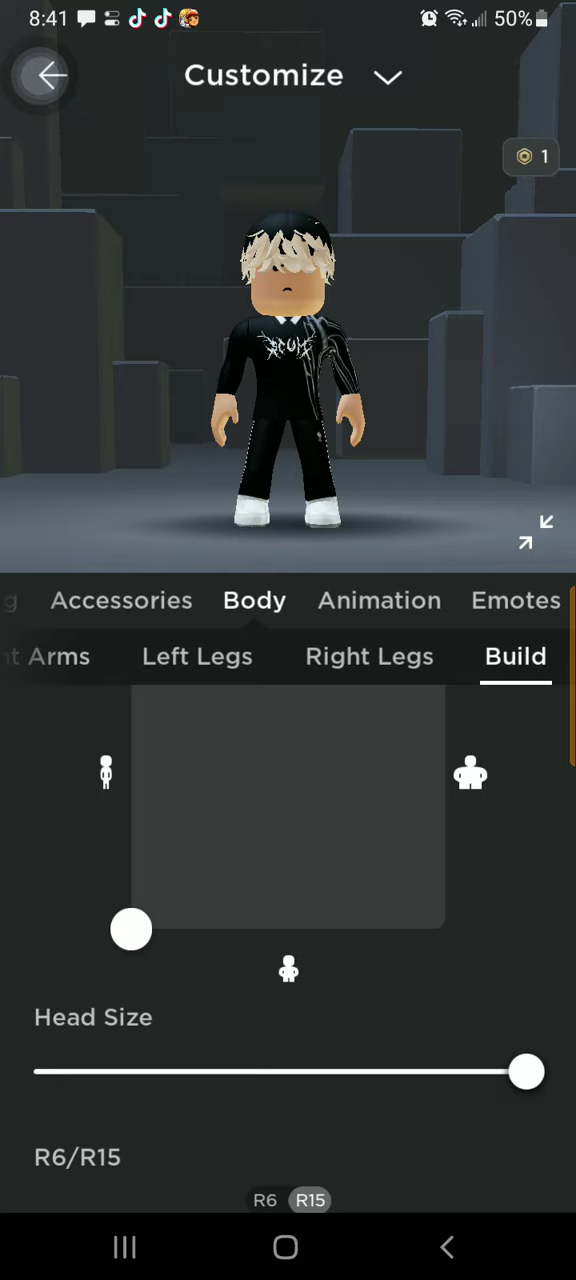 8:41 50%
Customize
1
SCUM
g Accessories Body Animation Emotes
t Arms Left Legs Right Legs Build
Head Size
R6/R15
R6 R15